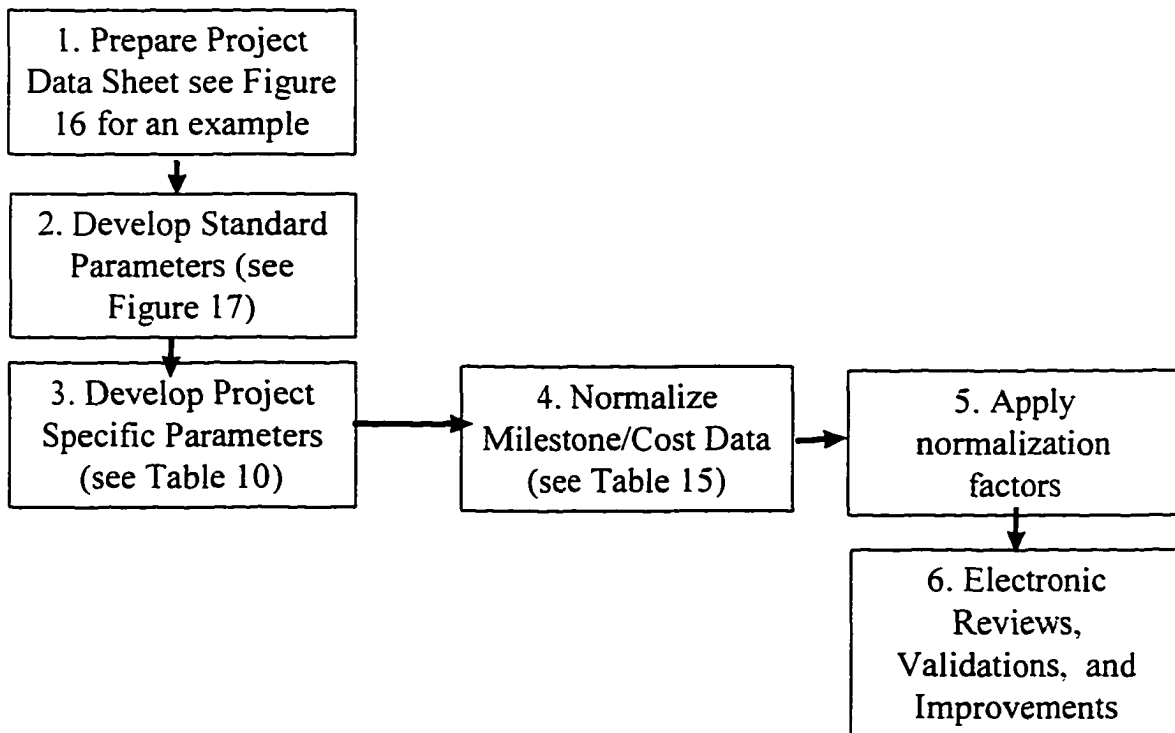 1. Prepare Project
Data Sheet see Figure
16 for an example
2. Develop Standard
Parameters (see
Figure 17)
3. Develop Project
Specific Parameters
(see Table 10)
4. Normalize
Milestone/Cost Data
(see Table 15)
5. Apply
normalization
factors
6. Electronic
Reviews,
Validations, and
Improvements